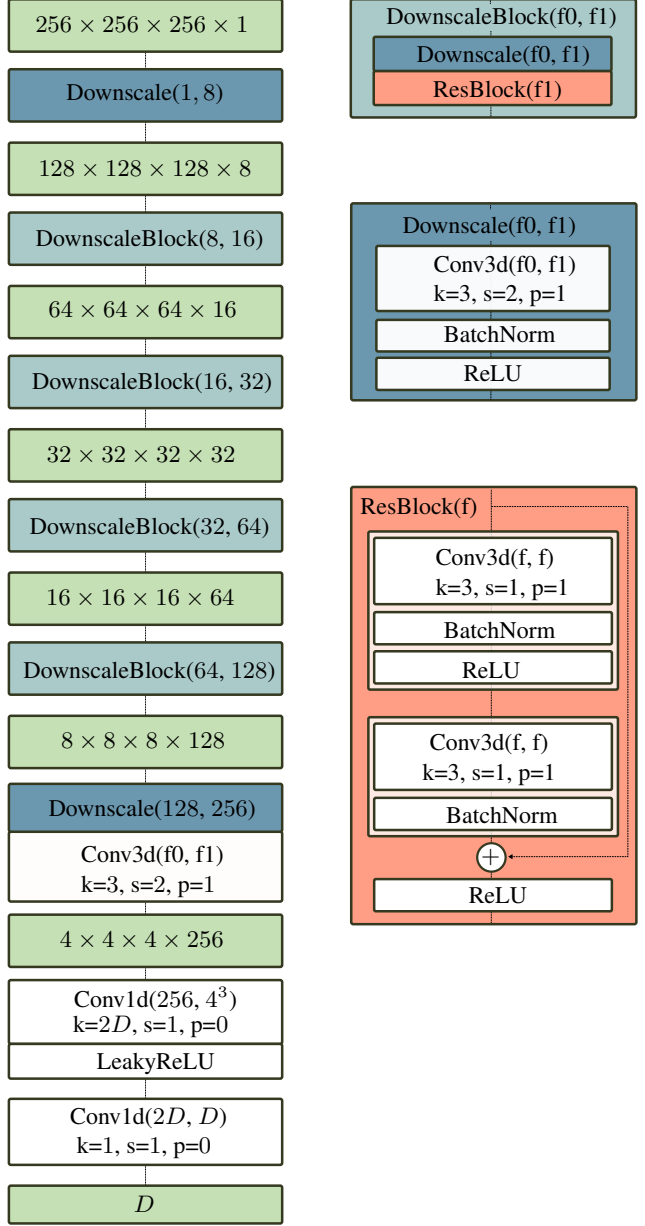 256 × 256 × 256 × 1
Downscale(1, 8)
128 × 128 × 128 × 8
DownscaleBlock(8, 16)
64 × 64 × 64 × 16
DownscaleBlock(16, 32)
32 × 32 × 32 × 32
DownscaleBlock(32, 64)
16 × 16 × 16 × 64
DownscaleBlock(64, 128)
8 × 8 × 8 × 128
Downscale(128, 256)
Conv3d(f0, f1)
k=3, s=2, p=1
4 × 4 × 4 × 256
Conv1d(256, 4³)
k=2D, s=1, p=0
LeakyReLU
Conv1d(2D, D)
k=1, s=1, p=0
D
DownscaleBlock(f0, f1)
Downscale(f0, f1)
ResBlock(f1)
Downscale(f0, f1)
Conv3d(f0, f1)
k=3, s=2, p=1
BatchNorm
ReLU
ResBlock(f)
Conv3d(f, f)
k=3, s=1, p=1
BatchNorm
ReLU
Conv3d(f, f)
k=3, s=1, p=1
BatchNorm
+
ReLU